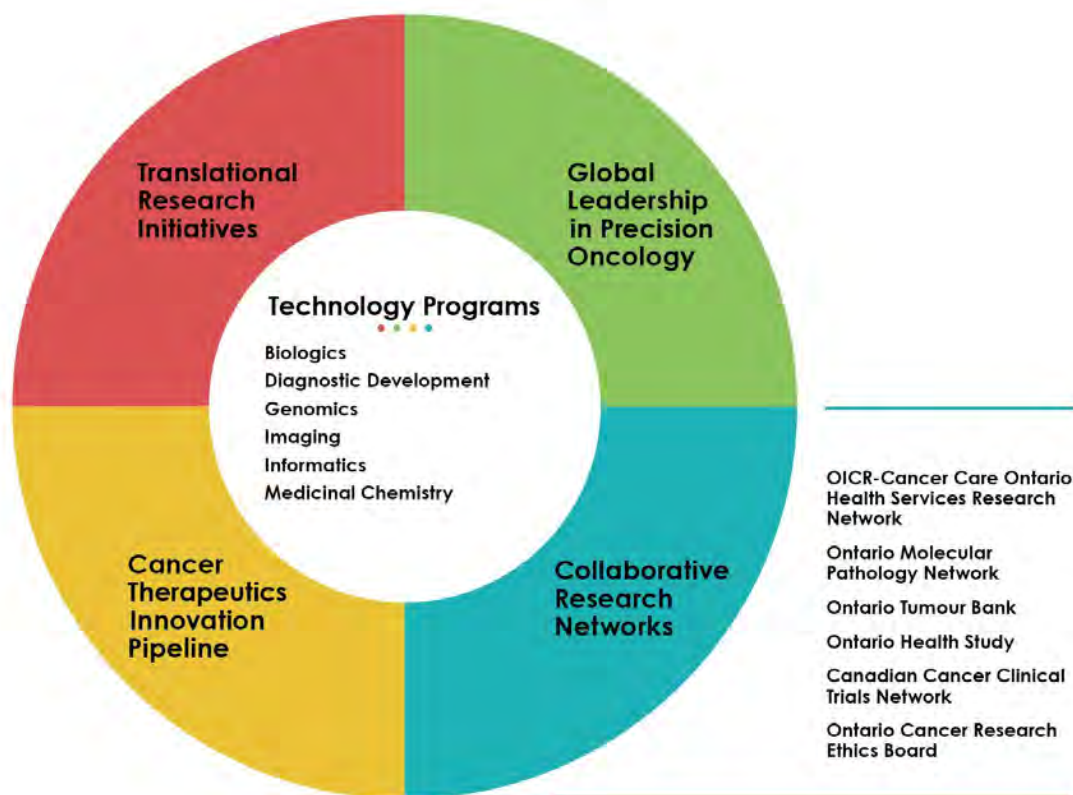 Translational
Research
Initiatives
Global
Leadership
in Precision
Oncology
Technology Programs
Biologics
Diagnostic Development
Genomics
Imaging
Informatics
Medicinal Chemistry
Cancer
Therapeutics
Innovation
Pipeline
Collaborative
Research
Networks
OICR-Cancer Care Ontario
Health Services Research
Network
Ontario Molecular
Pathology Network
Ontario Tumour Bank
Ontario Health Study
Canadian Cancer Clinical
Trials Network
Ontario Cancer Research
Ethics Board